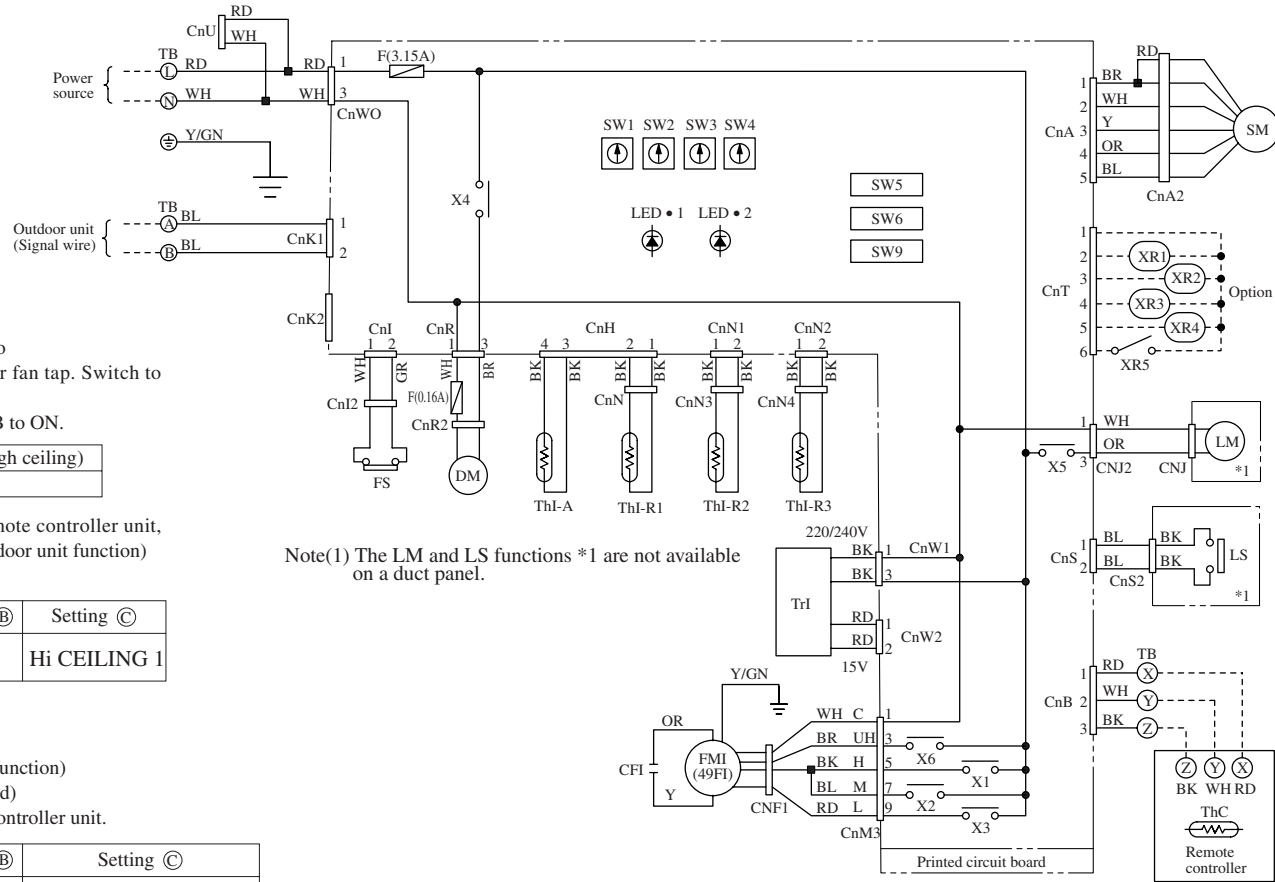 RD
CnU
WH
TB
L RD RD 1 F(3.15A)
Power
source
N WH WH 3
CnWO
Y/GN
TB
A BL 1
Outdoor unit
(Signal wire)
CnK1
B BL 2
CnK2
X4
SW1 SW2 SW3 SW4
LED • 1 LED • 2
SW5
SW6
SW9
RD
1 BR
2 WH
CnA 3 Y
4 OR
5 BL
SM
CnA2
1
2 XR1
3 XR2
CnT
4 XR3
5 XR4
6
XR5
Option
CnI CnR CnH CnN1 CnN2
1 2 1 3 4 3 2 1 1 2 1 2
WH GR WH BR BK BK BK BK BK BK BK BK
F(0.16A)
CnI2 CnR2 CnN CnN3 CnN4
FS DM ThI-A ThI-R1 ThI-R2 ThI-R3
1 WH
OR
X5 3 CNJ2 CNJ
LM
*1
CnS 1 BL BK
2 BL BK
CnS2
LS
*1
Note(1) The LM and LS functions *1 are not available
on a duct panel.
220/240V
BK 1 CnW1
BK 3
TrI
RD 1
RD 2 CnW2
15V
Y/GN
OR
CFI
Y
FMI
(49FI)
CNF1
WH C 1
BR UH 3 X6
BK H 5 X1
BL M 7 X2
RD L 9 X3
CnM3
Printed circuit board
TB
1 RD X
CnB 2 WH Y
3 BK Z
Z Y X
BK WH RD
ThC
Remote
controller
o
r fan tap. Switch to
3 to ON.
gh ceiling)
note controller unit,
door unit function)
B Setting C
Hi CEILING 1
unction)
d)
ontroller unit.
B Setting C